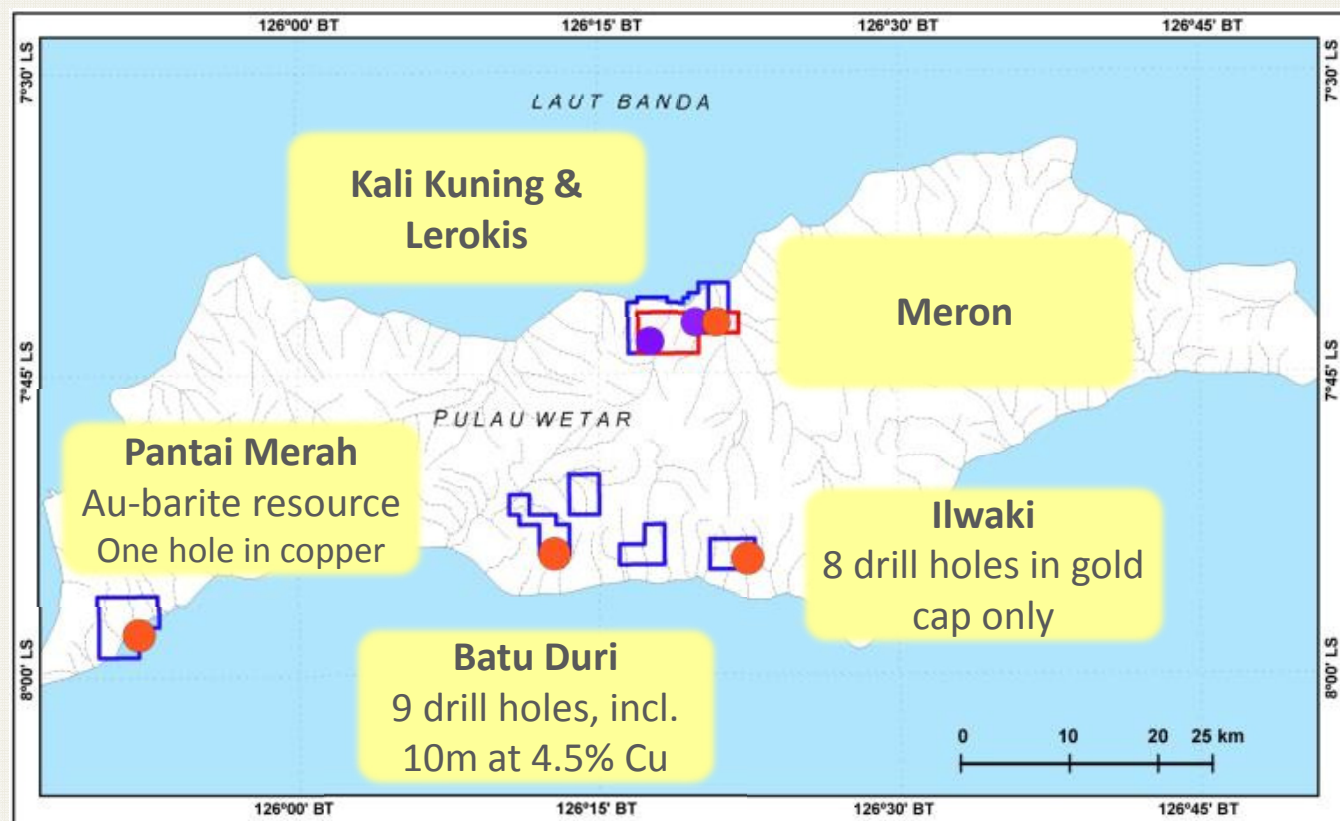 126°00' BT
126°15' BT
126°30' BT
126°45' BT
7°30' LS
7°30' LS
LAUT BANDA
Kali Kuning &
Lerokis
Meron
7°45' LS
7°45' LS
PULAU WETAR
Pantai Merah
Au-barite resource
One hole in copper
Ilwaki
8 drill holes in gold
cap only
Batu Duri
9 drill holes, incl.
10m at 4.5% Cu
8°00' LS
8°00' LS
0 10 20 25 km
126°00' BT
126°15' BT
126°30' BT
126°45' BT